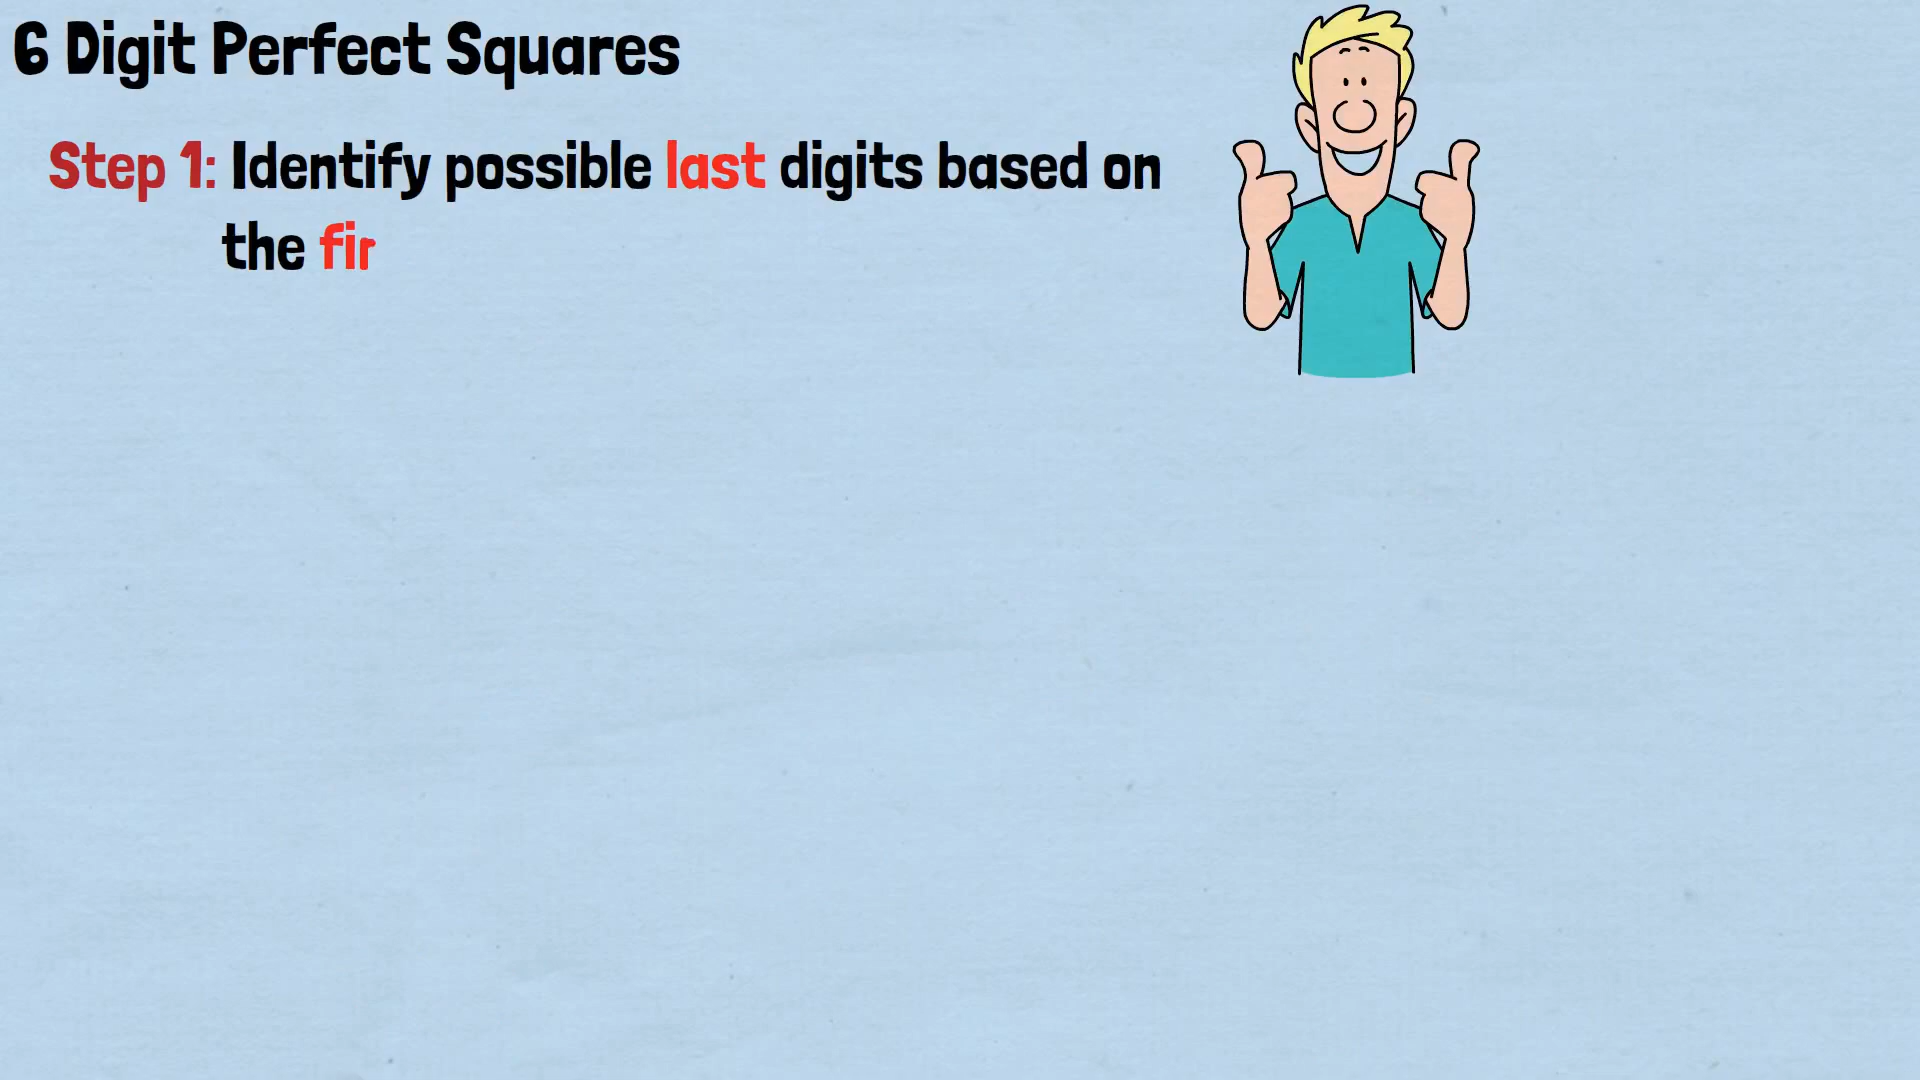 6 Digit Perfect Squares
Step 1: Identify possible last digits based on
the fir